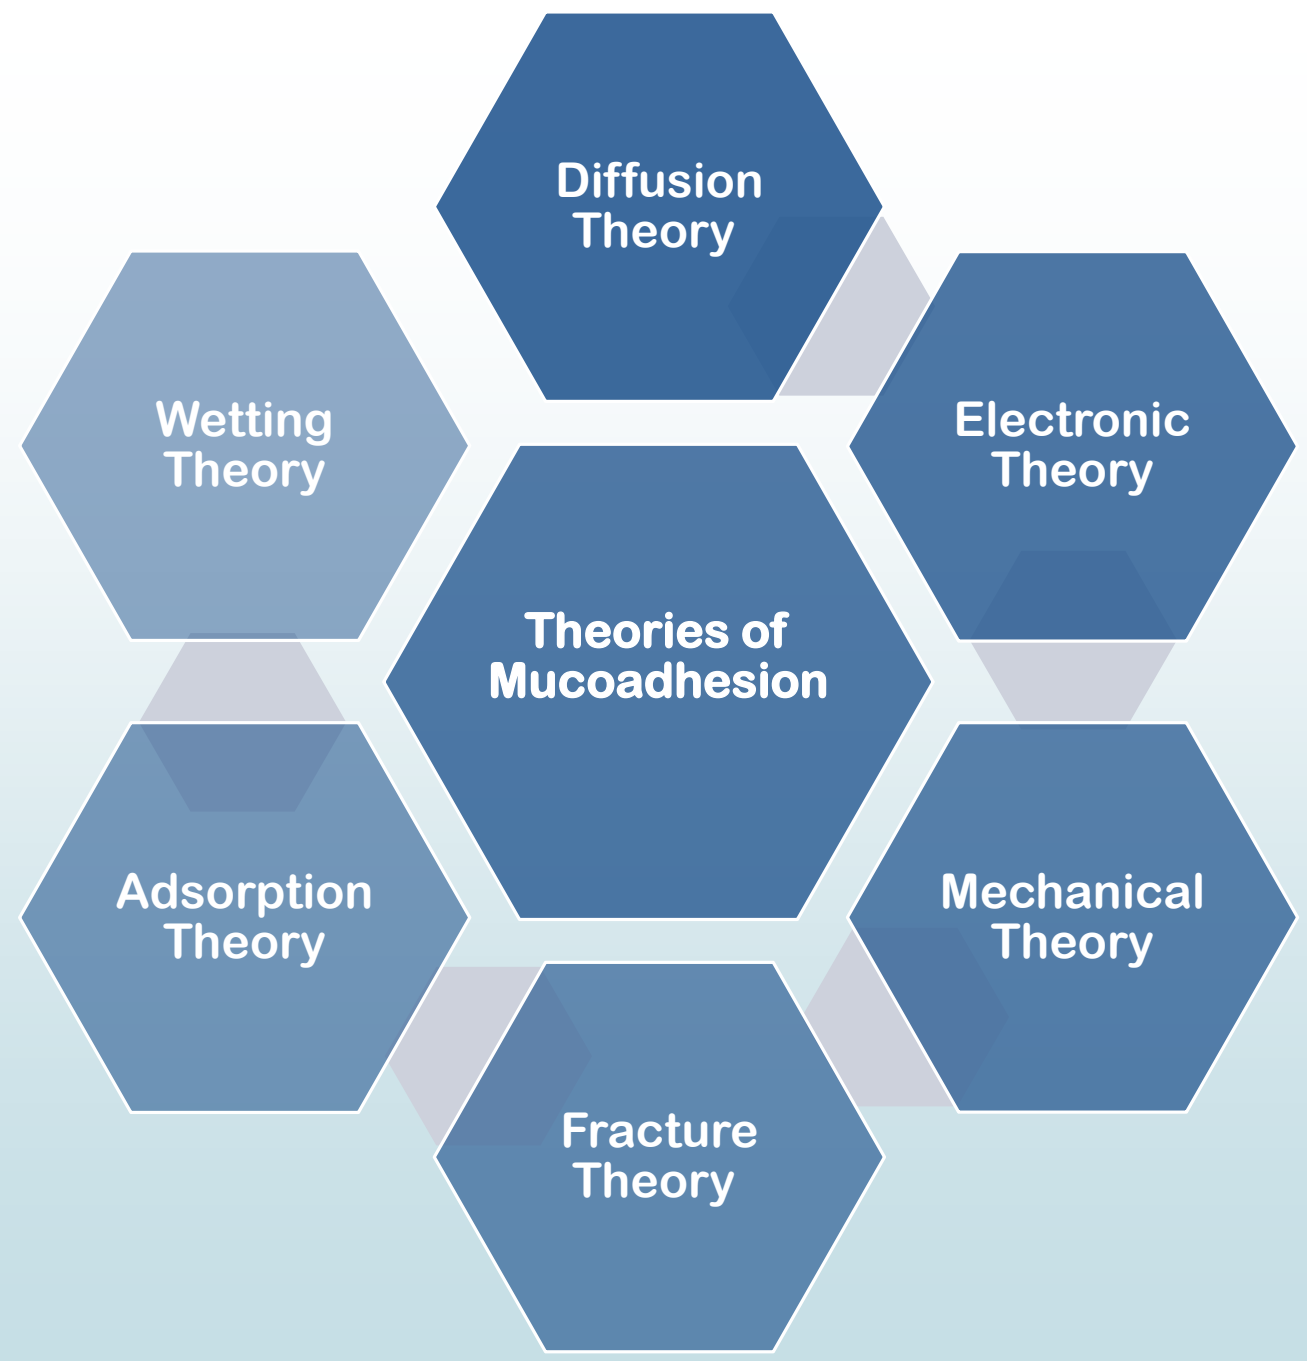 Diffusion
Theory
Electronic
Theory
Mechanical
Theory
Fracture
Theory
Adsorption
Theory
Wetting
Theory
Theories of
Mucoadhesion